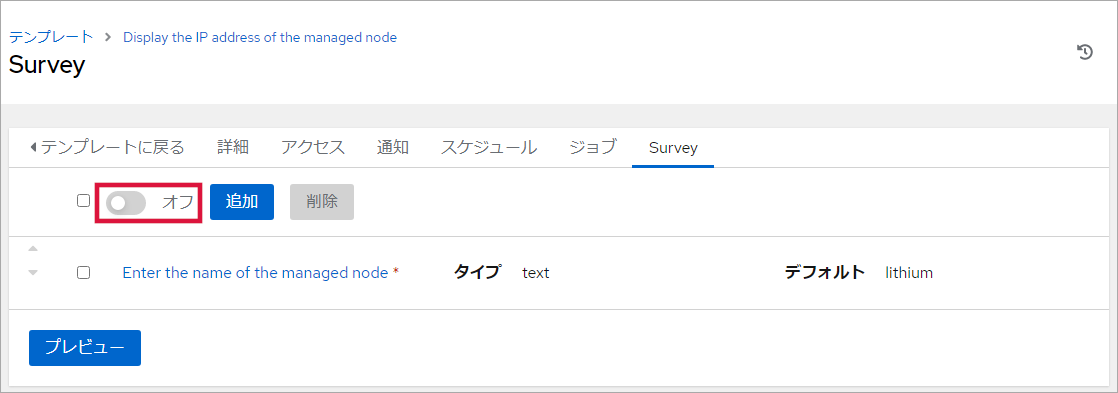 テンプレート > Display the IP address of the managed node
Survey
テンプレートに戻る 詳細 アクセス 通知 スケジュール ジョブ Survey
オフ 追加 削除
Enter the name of the managed node * タイプ text デフォルト lithium
プレビュー